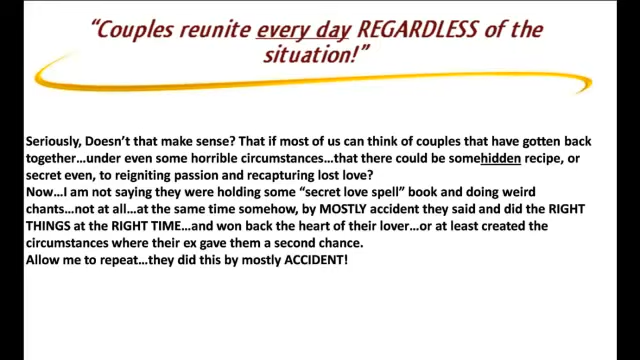 “Couples reunite every day REGARDLESS of the
situation!”
Seriously, Doesn’t that make sense? That if most of us can think of couples that have gotten back
together…under even some horrible circumstances…that there could be somehidden recipe, or
secret even, to reigniting passion and recapturing lost love?
Now…I am not saying they were holding some “secret love spell” book and doing weird
chants…not at all…at the same time somehow, by MOSTLY accident they said and did the RIGHT
THINGS at the RIGHT TIME…and won back the heart of their lover…or at least created the
circumstances where their ex gave them a second chance.
Allow me to repeat…they did this by mostly ACCIDENT!